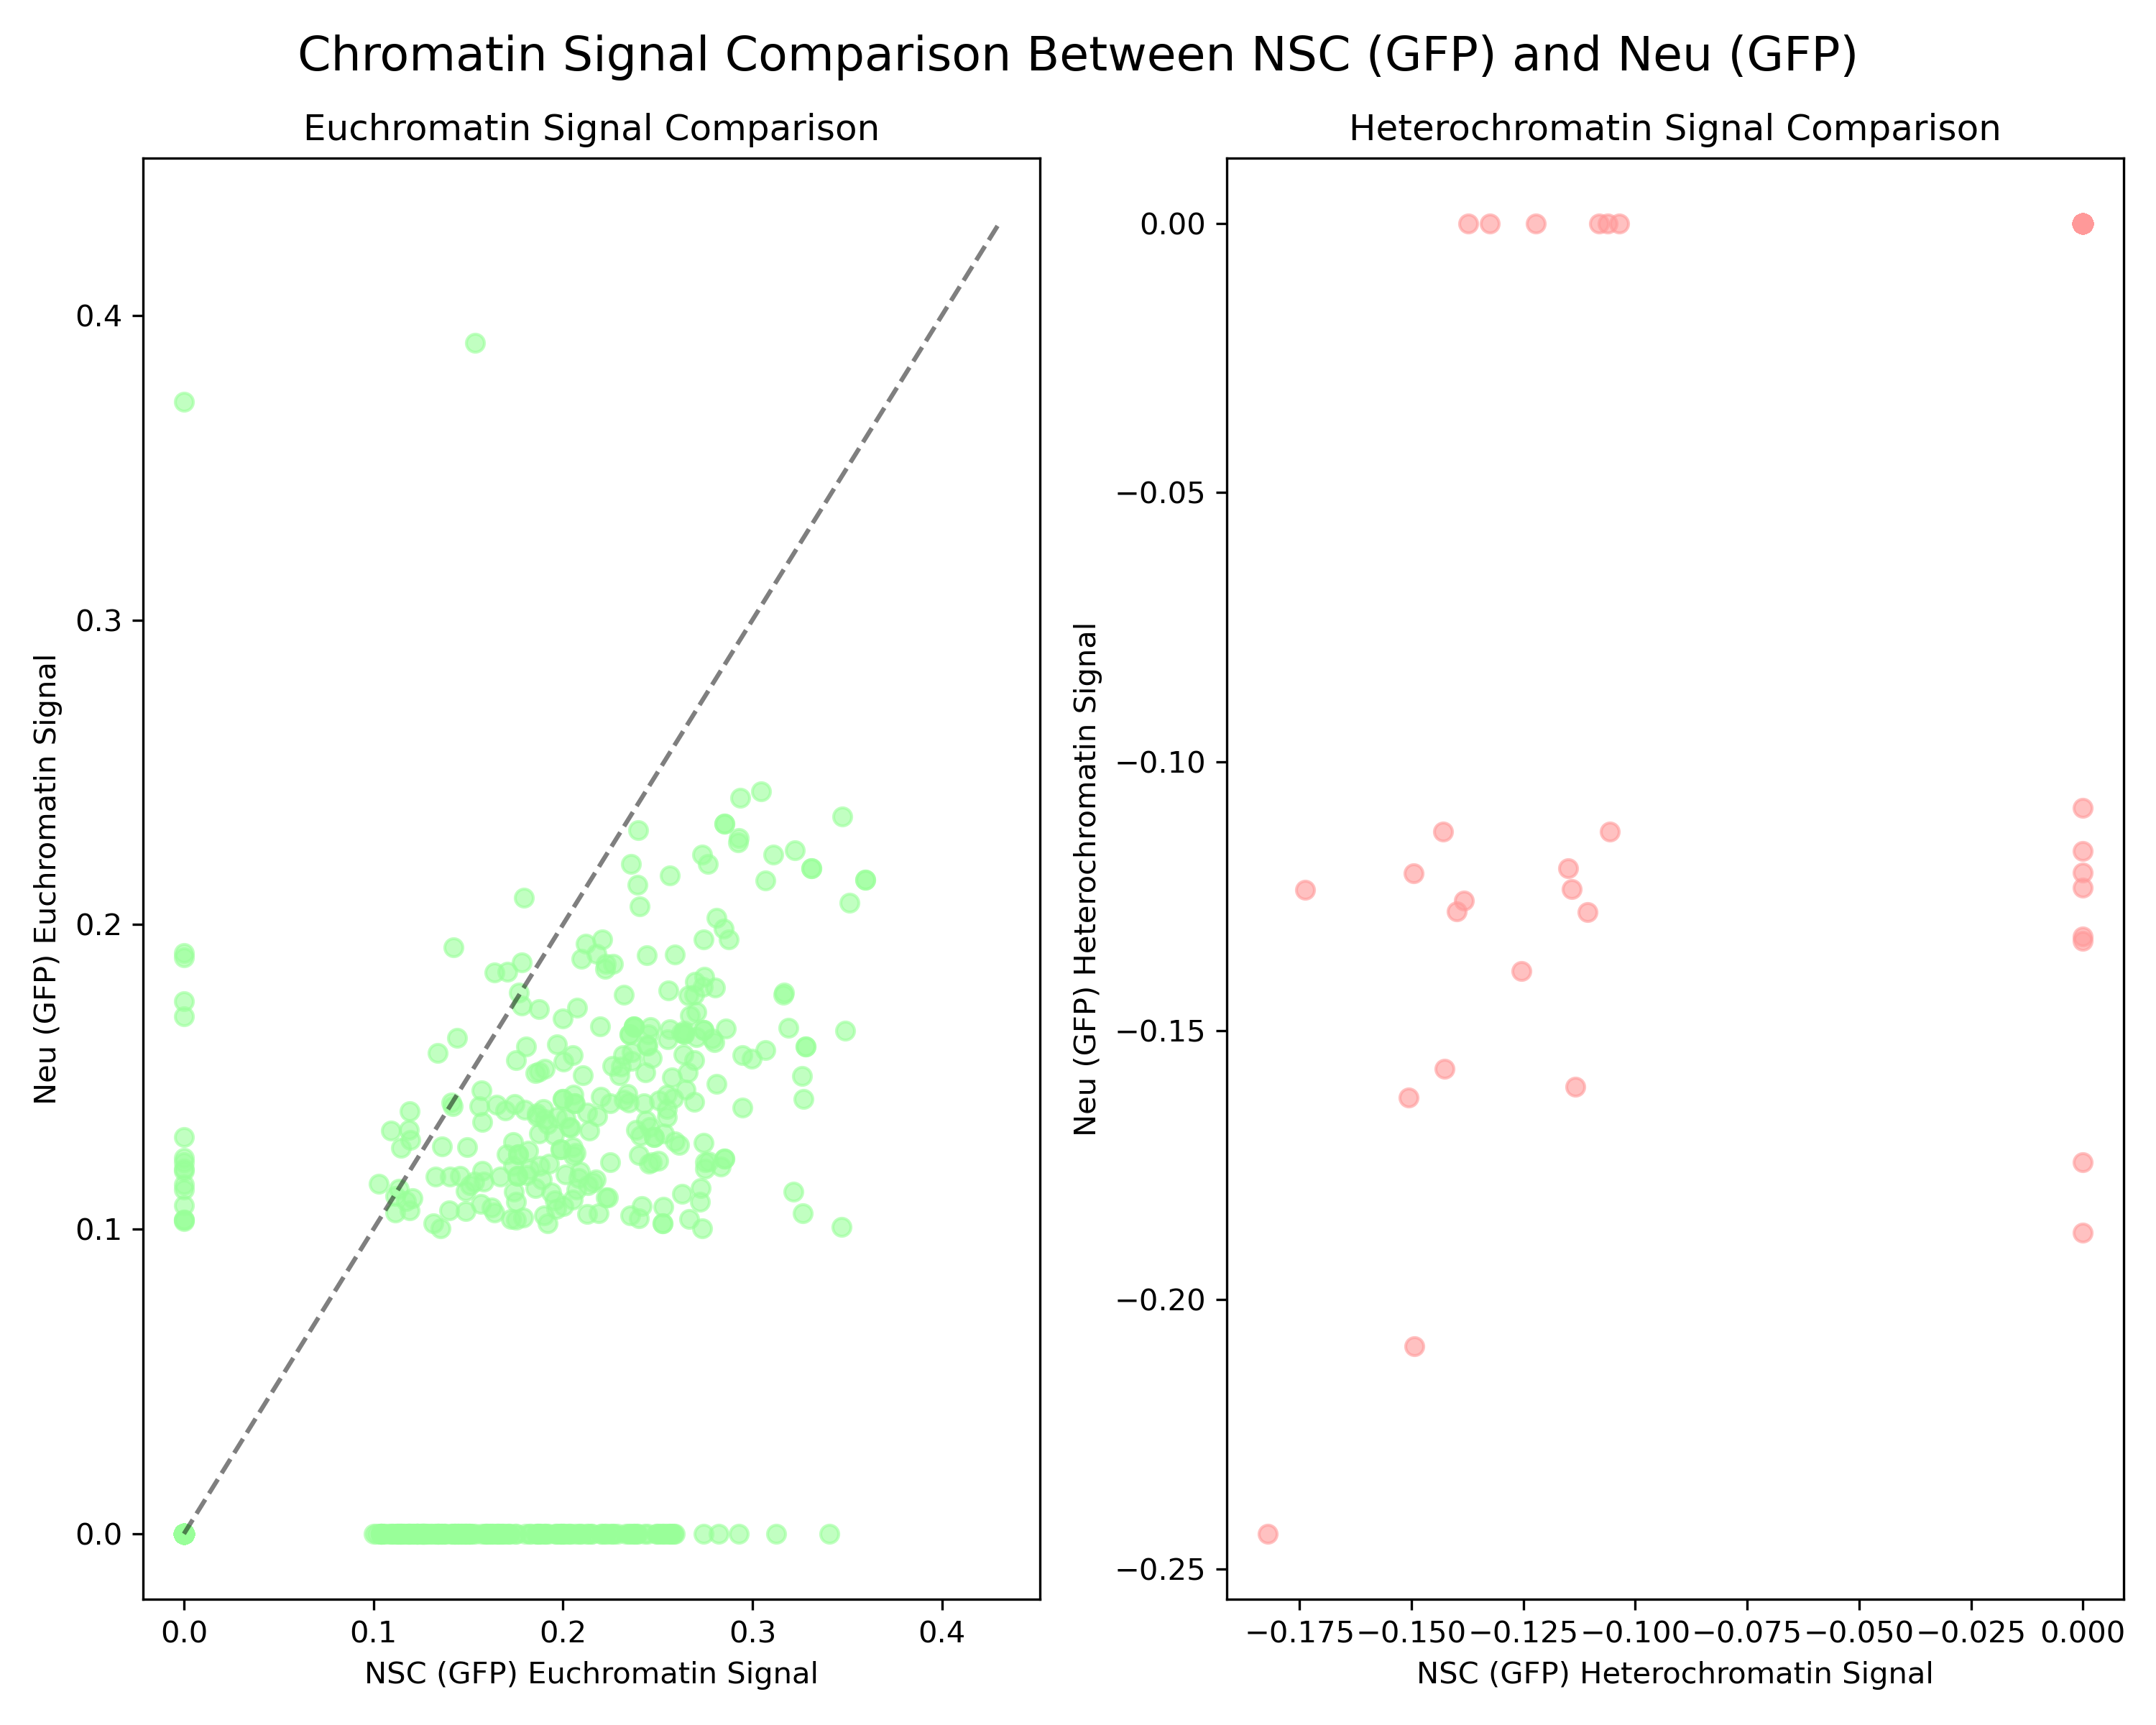 Chromatin Signal Comparison Between NSC (GFP) and Neu (GFP)
Euchromatin Signal Comparison
Neu (GFP) Euchromatin Signal
0.4
0.3
0.2
0.1
0.0
0.0 0.1 0.2 0.3 0.4
NSC (GFP) Euchromatin Signal
Heterochromatin Signal Comparison
Neu (GFP) Heterochromatin Signal
0.00
−0.05
−0.10
−0.15
−0.20
−0.25
−0.175 −0.150 −0.125 −0.100 −0.075 −0.050 −0.025 0.000
NSC (GFP) Heterochromatin Signal